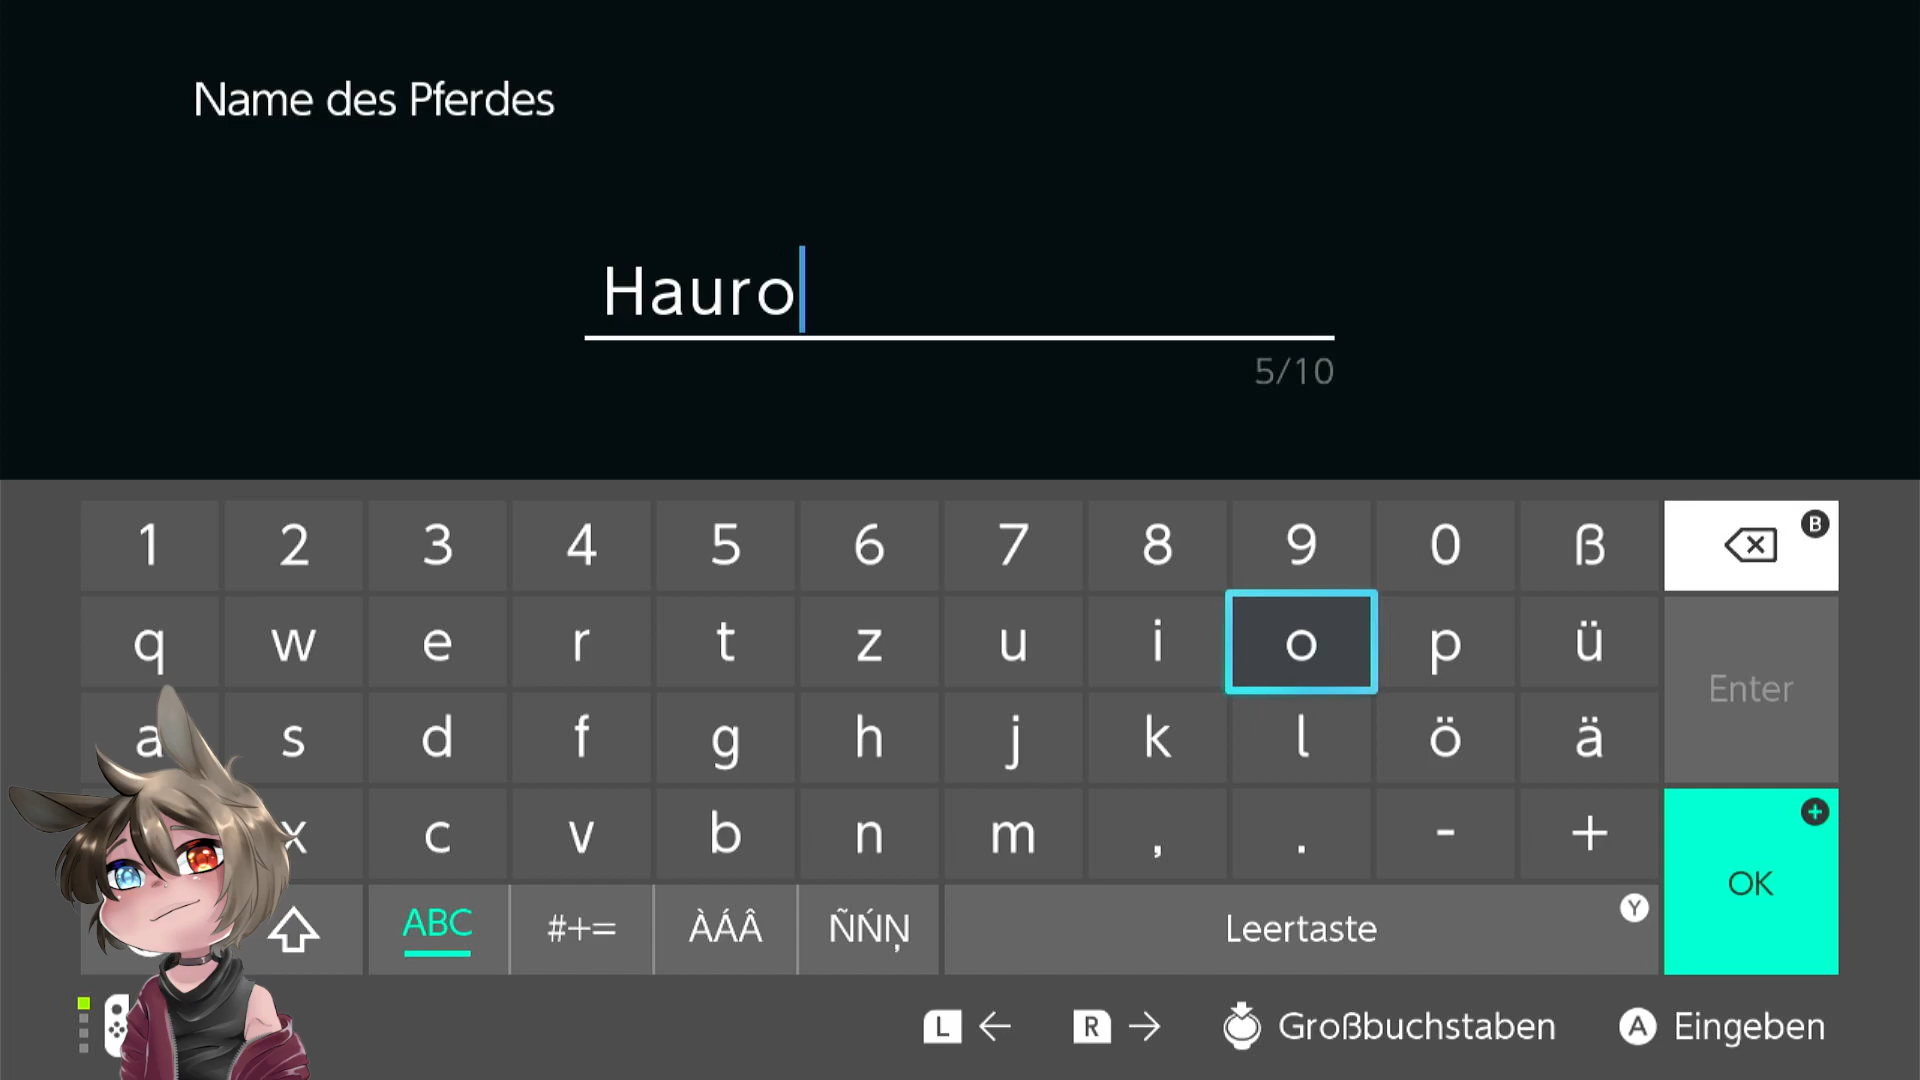 Name des Pferdes
Hauro
5/10
1 2 3 4 5 6 7 8 9 0 ß B
q w e r t z u i o p ü Enter
a s d f g h j k l ö ä
x c v b n m , . - + + OK
ABC #+= ÀÁÂ ÑŃŅ Leertaste Y
L ← R → Großbuchstaben A Eingeben